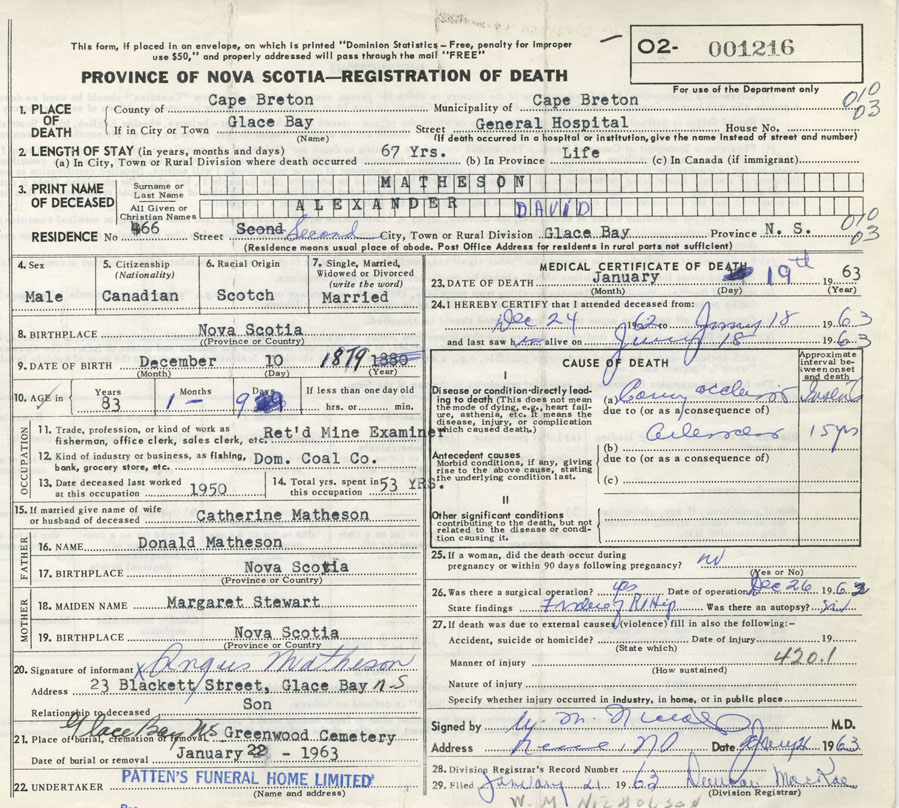 This form, if placed in an envelope, on which is printed "Dominion Statistics – Free, penalty for improper
use $50," and properly addressed will pass through the mail "FREE"
O2- 001216
PROVINCE OF NOVA SCOTIA—REGISTRATION OF DEATH
For use of the Department only
1. PLACE OF DEATH
County of Cape Breton Municipality of Cape Breton 010 03
If in City or Town Glace Bay Street General Hospital House No.
(Name) (If death occurred in a hospital or institution, give the name instead of street and number)
2. LENGTH OF STAY (in years, months and days)
(a) In City, Town or Rural Division where death occurred 67 Yrs. (b) In Province Life (c) In Canada (if immigrant)
3. PRINT NAME OF DECEASED
Surname or Last Name MATHESON
All Given or Christian Names ALEXANDER DAVID
RESIDENCE No 466 Street Seond Second City, Town or Rural Division Glace Bay Province N. S. 010 03
(Residence means usual place of abode. Post Office Address for residents in rural parts not sufficient)
4. Sex Male
5. Citizenship (Nationality) Canadian
6. Racial Origin Scotch
7. Single, Married, Widowed or Divorced (write the word) Married
8. BIRTHPLACE Nova Scotia
(Province or Country)
9. DATE OF BIRTH December 10 1879 1880
(Month) (Day) (Year)
10. AGE in Years 83 Months 1 – Days 9 If less than one day old hrs. or min.
OCCUPATION
11. Trade, profession, or kind of work as fisherman, office clerk, sales clerk, etc. Ret'd Mine Examiner
12. Kind of industry or business, as fishing, bank, grocery store, etc. Dom. Coal Co.
13. Date deceased last worked at this occupation 1950
14. Total yrs. spent in this occupation 53 YRS.
15. If married give name of wife or husband of deceased Catherine Matheson
FATHER
16. NAME Donald Matheson
17. BIRTHPLACE Nova Scotia
(Province or Country)
MOTHER
18. MAIDEN NAME Margaret Stewart
19. BIRTHPLACE Nova Scotia
(Province or Country)
20. Signature of informant X Angus Matheson
Address 23 Blackett Street, Glace Bay N-S
Relationship to deceased Son
Glace Bay NS
21. Place of burial, cremation or removal Greenwood Cemetery
Date of burial or removal January 22 - 1963
22. UNDERTAKER PATTEN'S FUNERAL HOME LIMITED
(Name and address)
MEDICAL CERTIFICATE OF DEATH
23. DATE OF DEATH January 19th 1963
(Month) (Day) (Year)
24. I HEREBY CERTIFY that I attended deceased from:
Dec 24 1962 to Jany 18 1963
and last saw him alive on Jany 18 1963
CAUSE OF DEATH
Approximate interval between onset and death
I
Disease or condition directly leading to death (This does not mean the mode of dying, e.g., heart failure, asthenia, etc. It means the disease, injury, or complication which caused death.)
(a)
due to (or as a consequence of)
Antecedent causes
Morbid conditions, if any, giving rise to the above cause, stating the underlying condition last.
(b) 15 yrs
due to (or as a consequence of)
(c)
II
Other significant conditions contributing to the death, but not related to the disease or condition causing it.
25. If a woman, did the death occur during pregnancy or within 90 days following pregnancy? no
(Yes or No)
26. Was there a surgical operation? yes Date of operation Dec 26 1962
State findings R Hip Was there an autopsy?
27. If death was due to external causes (violence) fill in also the following:–
Accident, suicide or homicide? Date of injury 19
(State which)
Manner of injury 420.1
(How sustained)
Nature of injury
Specify whether injury occurred in industry, in home, or in public place
Signed by M. M.D.
Address Date 1963
28. Division Registrar's Record Number
29. Filed January 21 1963
(Division Registrar)
W. M NICHOLSON